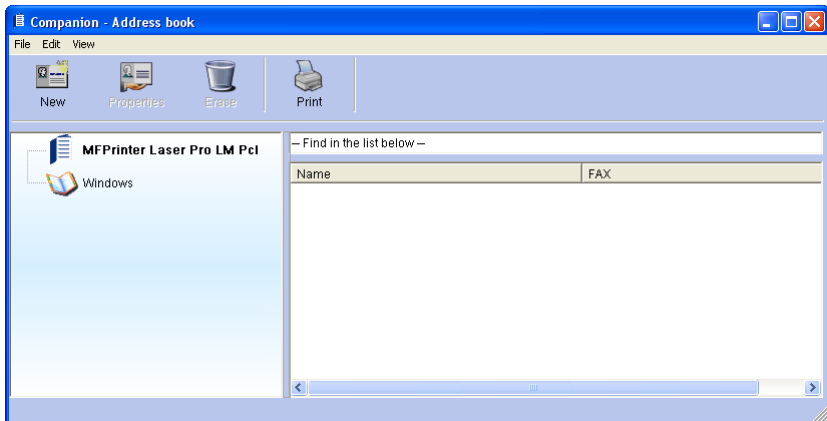 Companion - Address book
File Edit View
New Properties Erase Print
MFPrinter Laser Pro LM Pcl
Windows
-- Find in the list below --
Name FAX